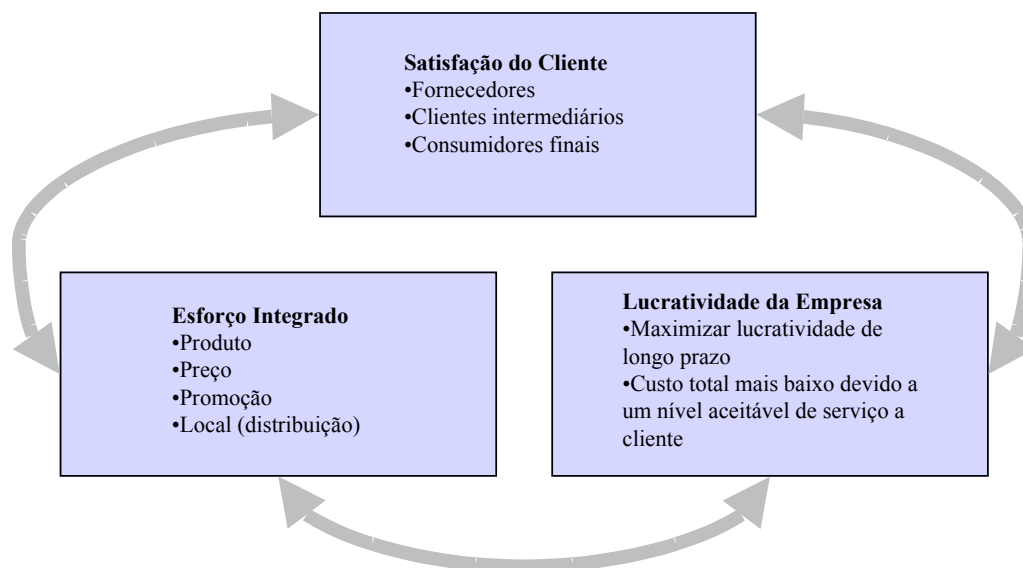 Satisfação do Cliente
•Fornecedores
•Clientes intermediários
•Consumidores finais
Esforço Integrado
•Produto
•Preço
•Promoção
•Local (distribuição)
Lucratividade da Empresa
•Maximizar lucratividade de
longo prazo
•Custo total mais baixo devido a
um nível aceitável de serviço a
cliente